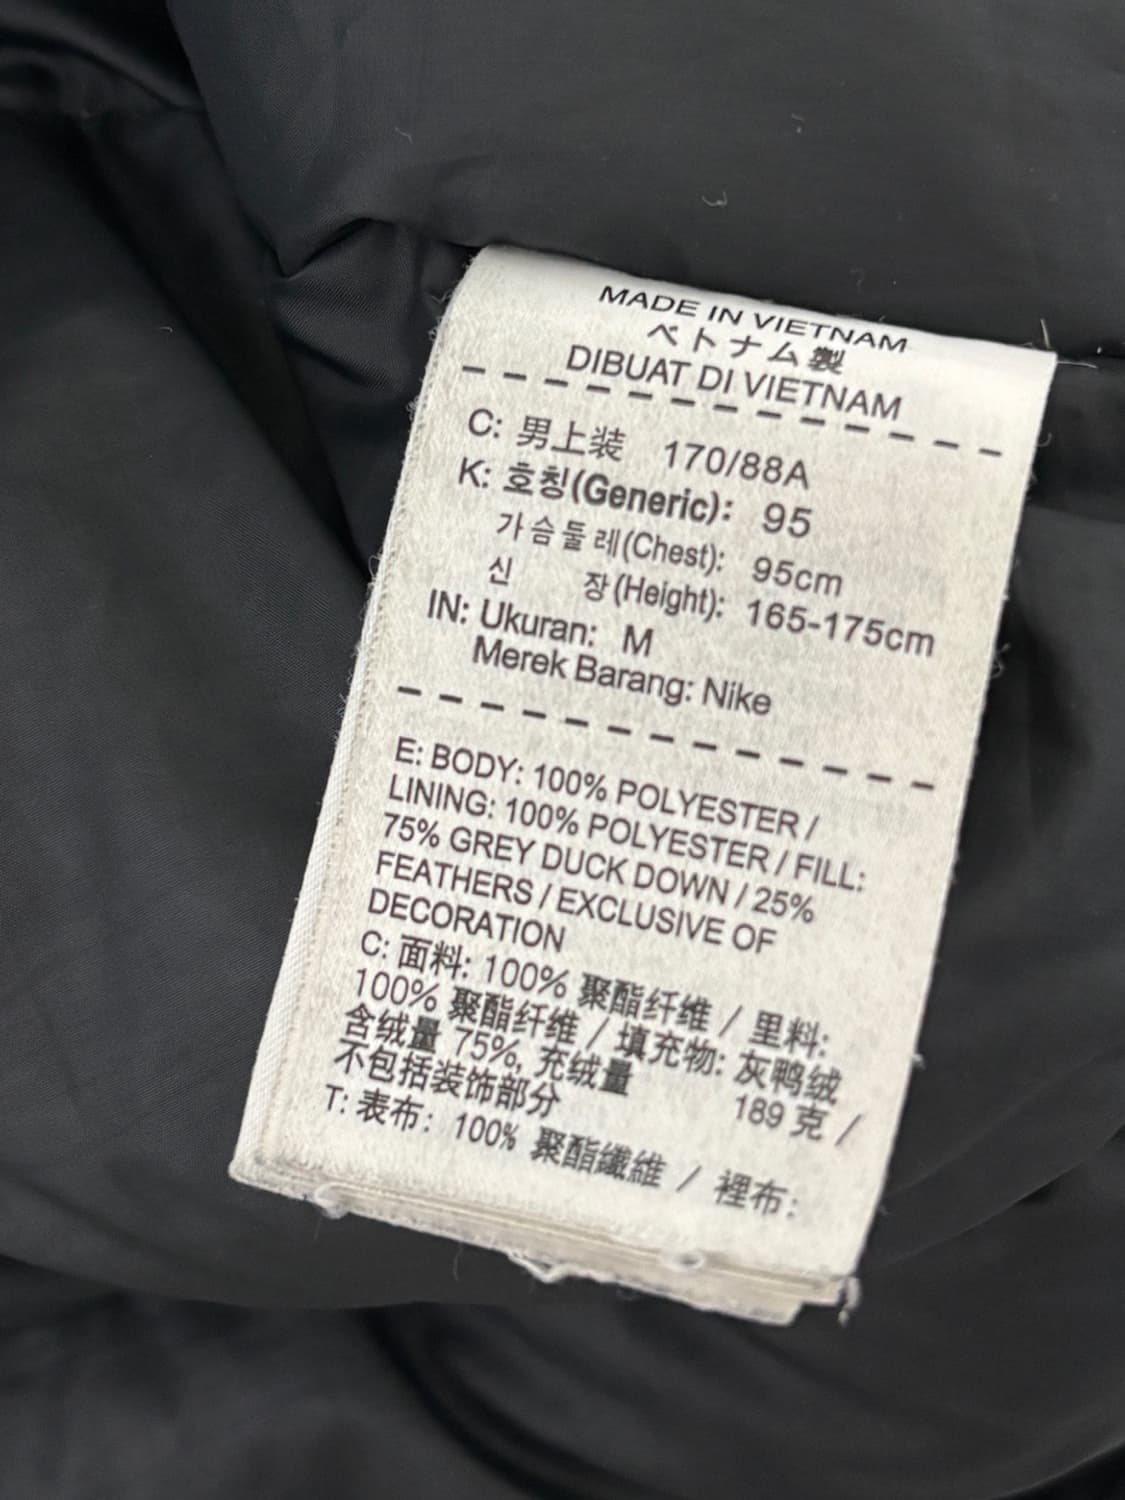 MADE IN VIETNAM
ベトナム製
DIBUAT DI VIETNAM
C: 男上装 170/88A
K: 호칭(Generic): 95
가슴둘레(Chest): 95cm
신 장(Height): 165-175cm
IN: Ukuran: M
Merek Barang: Nike
E: BODY: 100% POLYESTER /
LINING: 100% POLYESTER / FILL:
75% GREY DUCK DOWN / 25%
FEATHERS / EXCLUSIVE OF
DECORATION
C: 面料: 100% 聚酯纤维 / 里料:
100% 聚酯纤维 / 填充物: 灰鸭绒
含绒量 75%, 充绒量 189 克 /
不包括装饰部分
T: 表布: 100% 聚酯纖維 / 裡布: